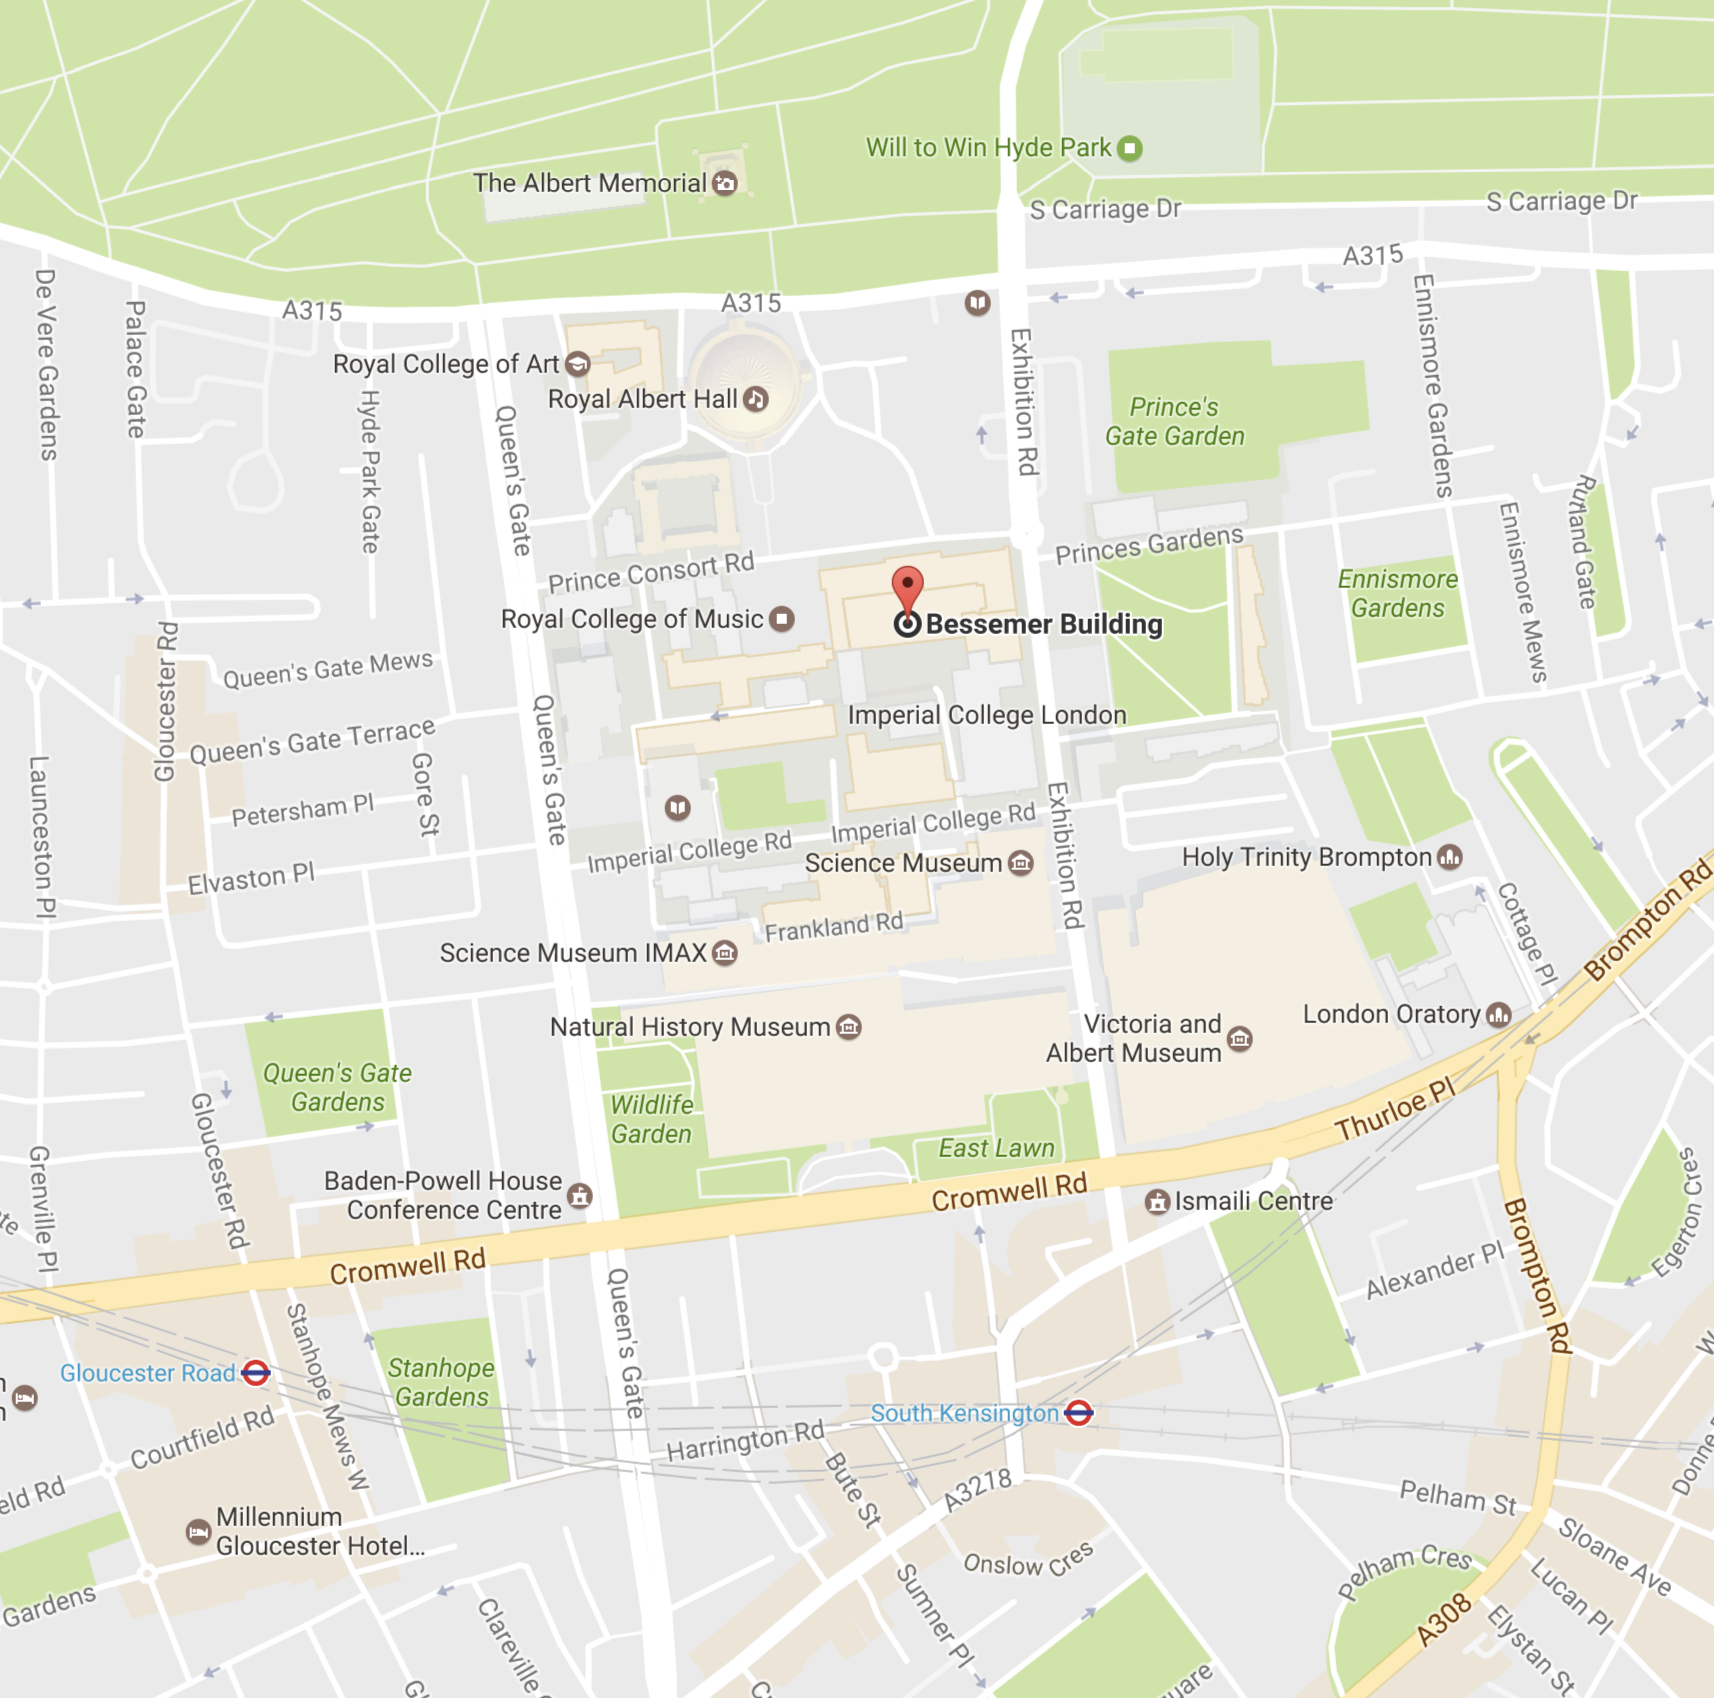 Will to Win Hyde Park
The Albert Memorial
S Carriage Dr
S Carriage Dr
A315
A315
A315
De Vere Gardens
Palace Gate
Hyde Park Gate
Queen's Gate
Royal College of Art
Royal Albert Hall
Exhibition Rd
Prince's
Gate Garden
Ennismore Gardens
Rutland Gate
Ennismore Mews
Princes Gardens
Prince Consort Rd
Ennismore
Gardens
Royal College of Music
Bessemer Building
Gloucester Rd
Queen's Gate Mews
Queen's Gate Terrace
Queen's Gate
Imperial College London
Launceston Pl
Gore St
Petersham Pl
Elvaston Pl
Imperial College Rd
Imperial College Rd
Exhibition Rd
Science Museum
Holy Trinity Brompton
Cottage Pl
Brompton Rd
Frankland Rd
Science Museum IMAX
Natural History Museum
Victoria and
Albert Museum
London Oratory
Queen's Gate
Gardens
Gloucester Rd
Wildlife
Garden
East Lawn
Thurloe Pl
Grenville Pl
Baden-Powell House
Conference Centre
Cromwell Rd
Ismaili Centre
Egerton Cres
Cromwell Rd
Alexander Pl
Brompton Rd
Stanhope Mews W
Queen's Gate
Gloucester Road
Stanhope
Gardens
South Kensington
Courtfield Rd
Harrington Rd
Bute St
A3218
Pelham St
eld Rd
Millennium
Gloucester Hotel...
Onslow Cres
Pelham Cres
Sloane Ave
Lucan Pl
Gardens
Clareville
Sumner Pl
A308
Elystan St
Donne
uare